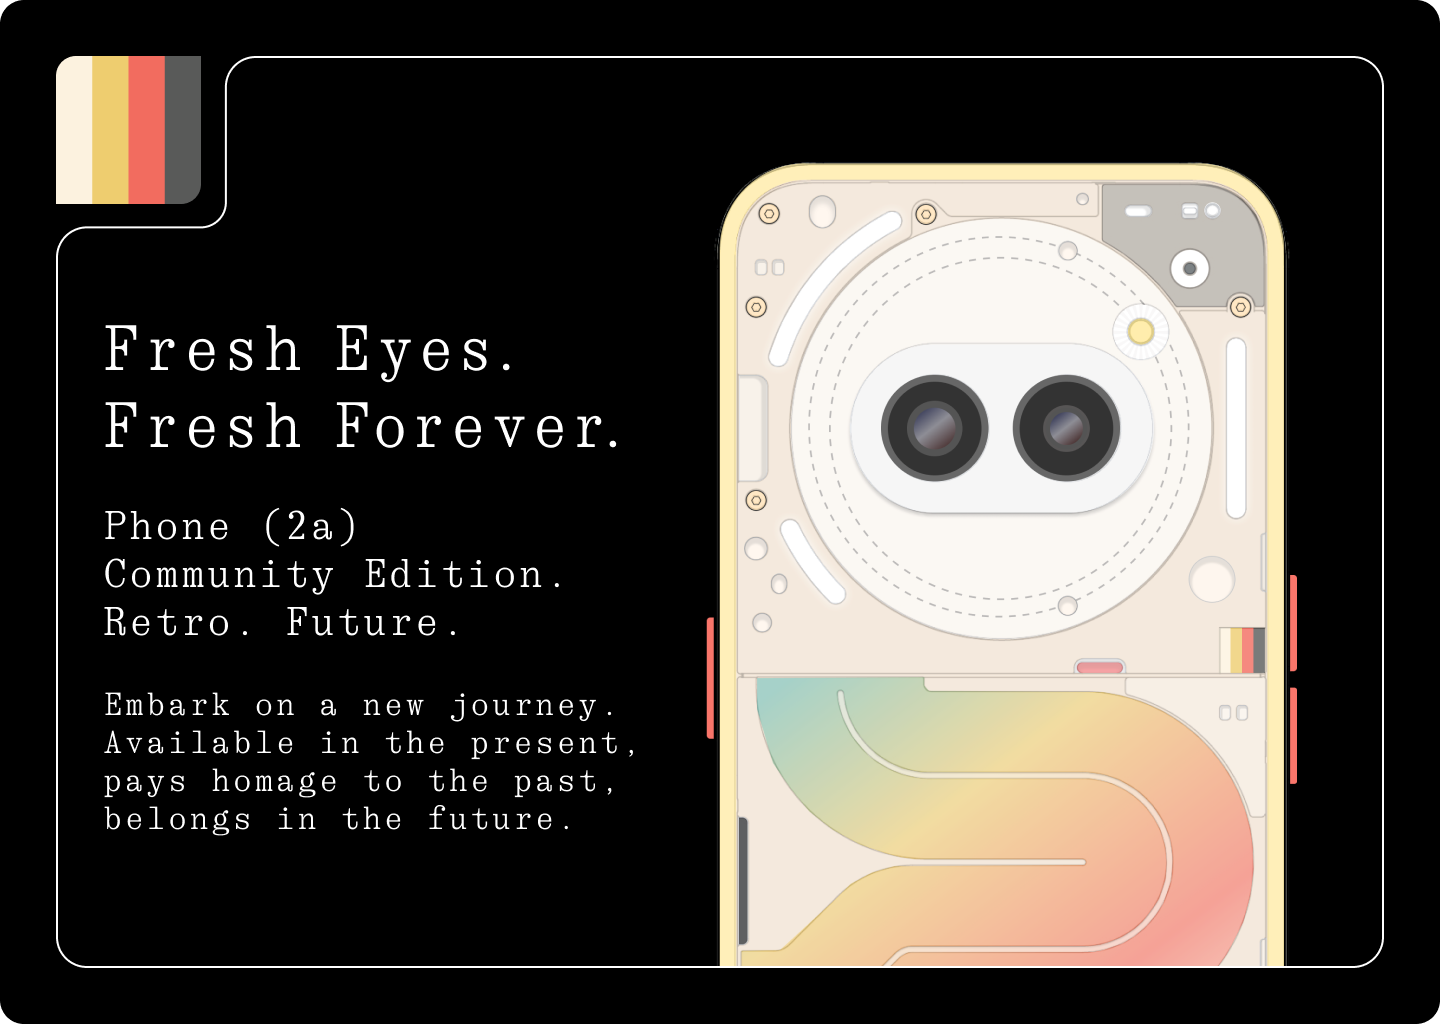 Fresh Eyes.
Fresh Forever.
Phone (2a)
Community Edition.
Retro. Future.
Embark on a new journey.
Available in the present,
pays homage to the past,
belongs in the future.